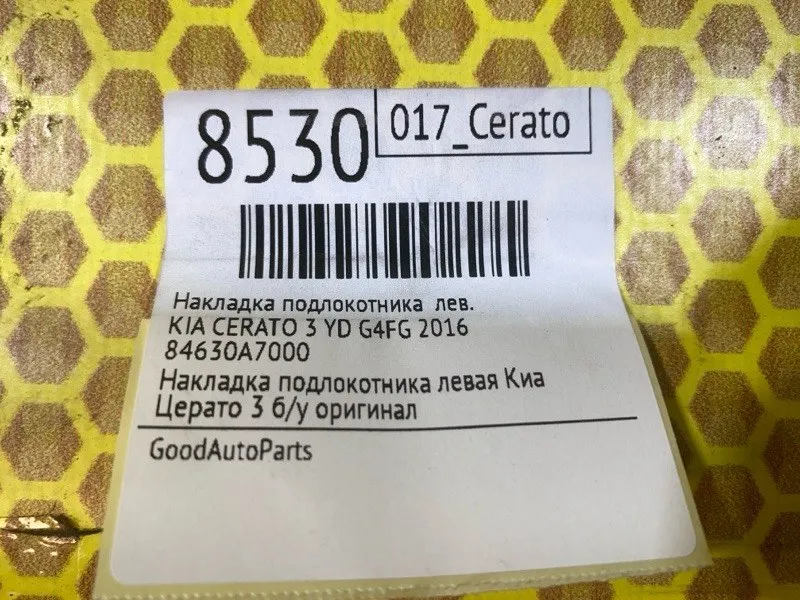 8530
017_Cerato
Накладка подлокотника лев.
KIA CERATO 3 YD G4FG 2016
84630A7000
Накладка подлокотника левая Киа
Церато 3 б/у оригинал
GoodAutoParts